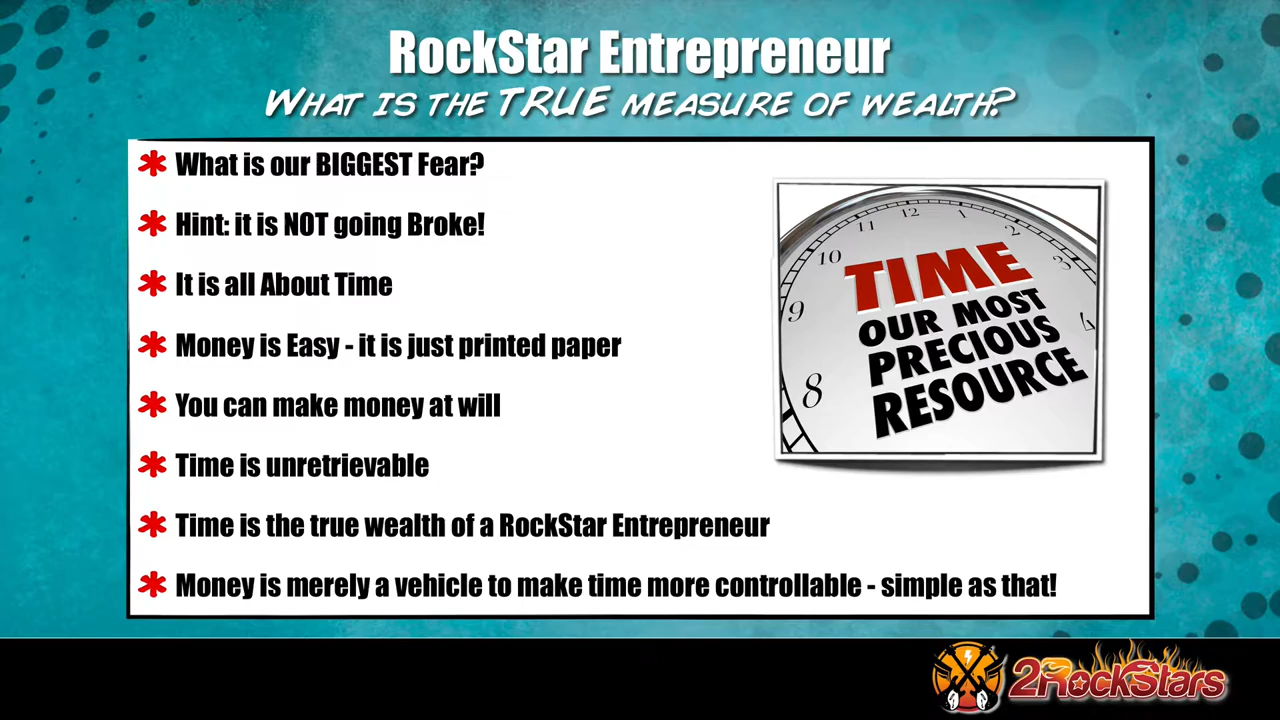 RockStar Entrepreneur
WHAT IS THE TRUE MEASURE OF WEALTH?
* What is our BIGGEST Fear?
* Hint: it is NOT going Broke!
* It is all About Time
* Money is Easy - it is just printed paper
* You can make money at will
* Time is unretrievable
* Time is the true wealth of a RockStar Entrepreneur
* Money is merely a vehicle to make time more controllable - simple as that!
12
11
1
10
2
3
9
4
8
TIME
OUR MOST
PRECIOUS
RESOURCE
2RockStars